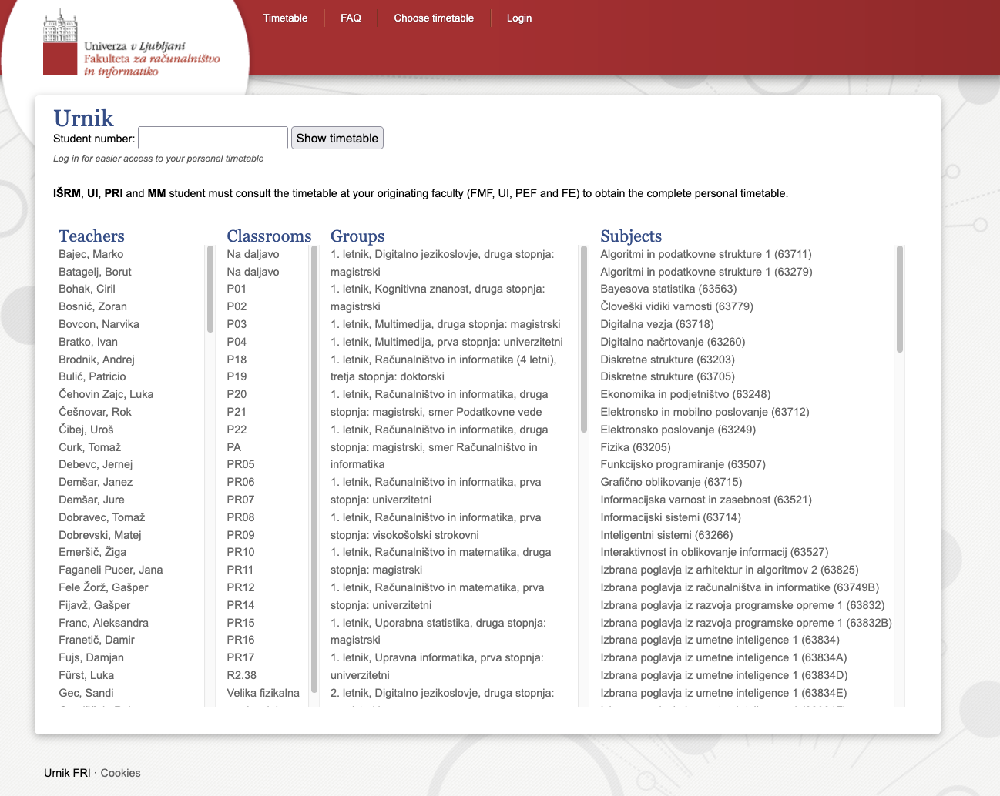 Timetable
FAQ
Choose timetable
Login
Univerza v Ljubljani
Fakulteta za računalništvo
in informatiko
Urnik
Student number:
Show timetable
Log in for easier access to your personal timetable
IŠRM, UI, PRI and MM student must consult the timetable at your originating faculty (FMF, UI, PEF and FE) to obtain the complete personal timetable.
Teachers
Bajec, Marko
Batagelj, Borut
Bohak, Ciril
Bosnić, Zoran
Bovcon, Narvika
Bratko, Ivan
Brodnik, Andrej
Bulić, Patricio
Čehovin Zajc, Luka
Češnovar, Rok
Čibej, Uroš
Curk, Tomaž
Debevc, Jernej
Demšar, Janez
Demšar, Jure
Dobravec, Tomaž
Dobrevski, Matej
Emeršič, Žiga
Faganeli Pucer, Jana
Fele Žorž, Gašper
Fijavž, Gašper
Franc, Aleksandra
Franetič, Damir
Fujs, Damjan
Fürst, Luka
Gec, Sandi
Classrooms
Na daljavo
Na daljavo
P01
P02
P03
P04
P18
P19
P20
P21
P22
PA
PR05
PR06
PR07
PR08
PR09
PR10
PR11
PR12
PR14
PR15
PR16
PR17
R2.38
Velika fizikalna
Groups
1. letnik, Digitalno jezikoslovje, druga stopnja:
magistrski
1. letnik, Kognitivna znanost, druga stopnja:
magistrski
1. letnik, Multimedija, druga stopnja: magistrski
1. letnik, Multimedija, prva stopnja: univerzitetni
1. letnik, Računalništvo in informatika (4 letni),
tretja stopnja: doktorski
1. letnik, Računalništvo in informatika, druga
stopnja: magistrski, smer Podatkovne vede
1. letnik, Računalništvo in informatika, druga
stopnja: magistrski, smer Računalništvo in
informatika
1. letnik, Računalništvo in informatika, prva
stopnja: univerzitetni
1. letnik, Računalništvo in informatika, prva
stopnja: visokošolski strokovni
1. letnik, Računalništvo in matematika, druga
stopnja: magistrski
1. letnik, Računalništvo in matematika, prva
stopnja: univerzitetni
1. letnik, Uporabna statistika, druga stopnja:
magistrski
1. letnik, Upravna informatika, prva stopnja:
univerzitetni
2. letnik, Digitalno jezikoslovje, druga stopnja:
Subjects
Algoritmi in podatkovne strukture 1 (63711)
Algoritmi in podatkovne strukture 1 (63279)
Bayesova statistika (63563)
Človeški vidiki varnosti (63779)
Digitalna vezja (63718)
Digitalno načrtovanje (63260)
Diskretne strukture (63203)
Diskretne strukture (63705)
Ekonomika in podjetništvo (63248)
Elektronsko in mobilno poslovanje (63712)
Elektronsko poslovanje (63249)
Fizika (63205)
Funkcijsko programiranje (63507)
Grafično oblikovanje (63715)
Informacijska varnost in zasebnost (63521)
Informacijski sistemi (63714)
Inteligentni sistemi (63266)
Interaktivnost in oblikovanje informacij (63527)
Izbrana poglavja iz arhitektur in algoritmov 2 (63825)
Izbrana poglavja iz računalništva in informatike (63749B)
Izbrana poglavja iz razvoja programske opreme 1 (63832)
Izbrana poglavja iz razvoja programske opreme 1 (63832B)
Izbrana poglavja iz umetne inteligence 1 (63834)
Izbrana poglavja iz umetne inteligence 1 (63834A)
Izbrana poglavja iz umetne inteligence 1 (63834D)
Izbrana poglavja iz umetne inteligence 1 (63834E)
Urnik FRI · Cookies